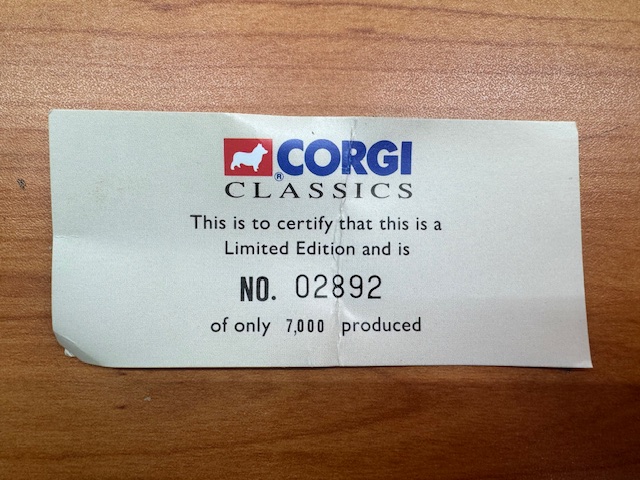 CORGI
®
CLASSICS
This is to certify that this is a
Limited Edition and is
NO. 02892
of only 7,000 produced